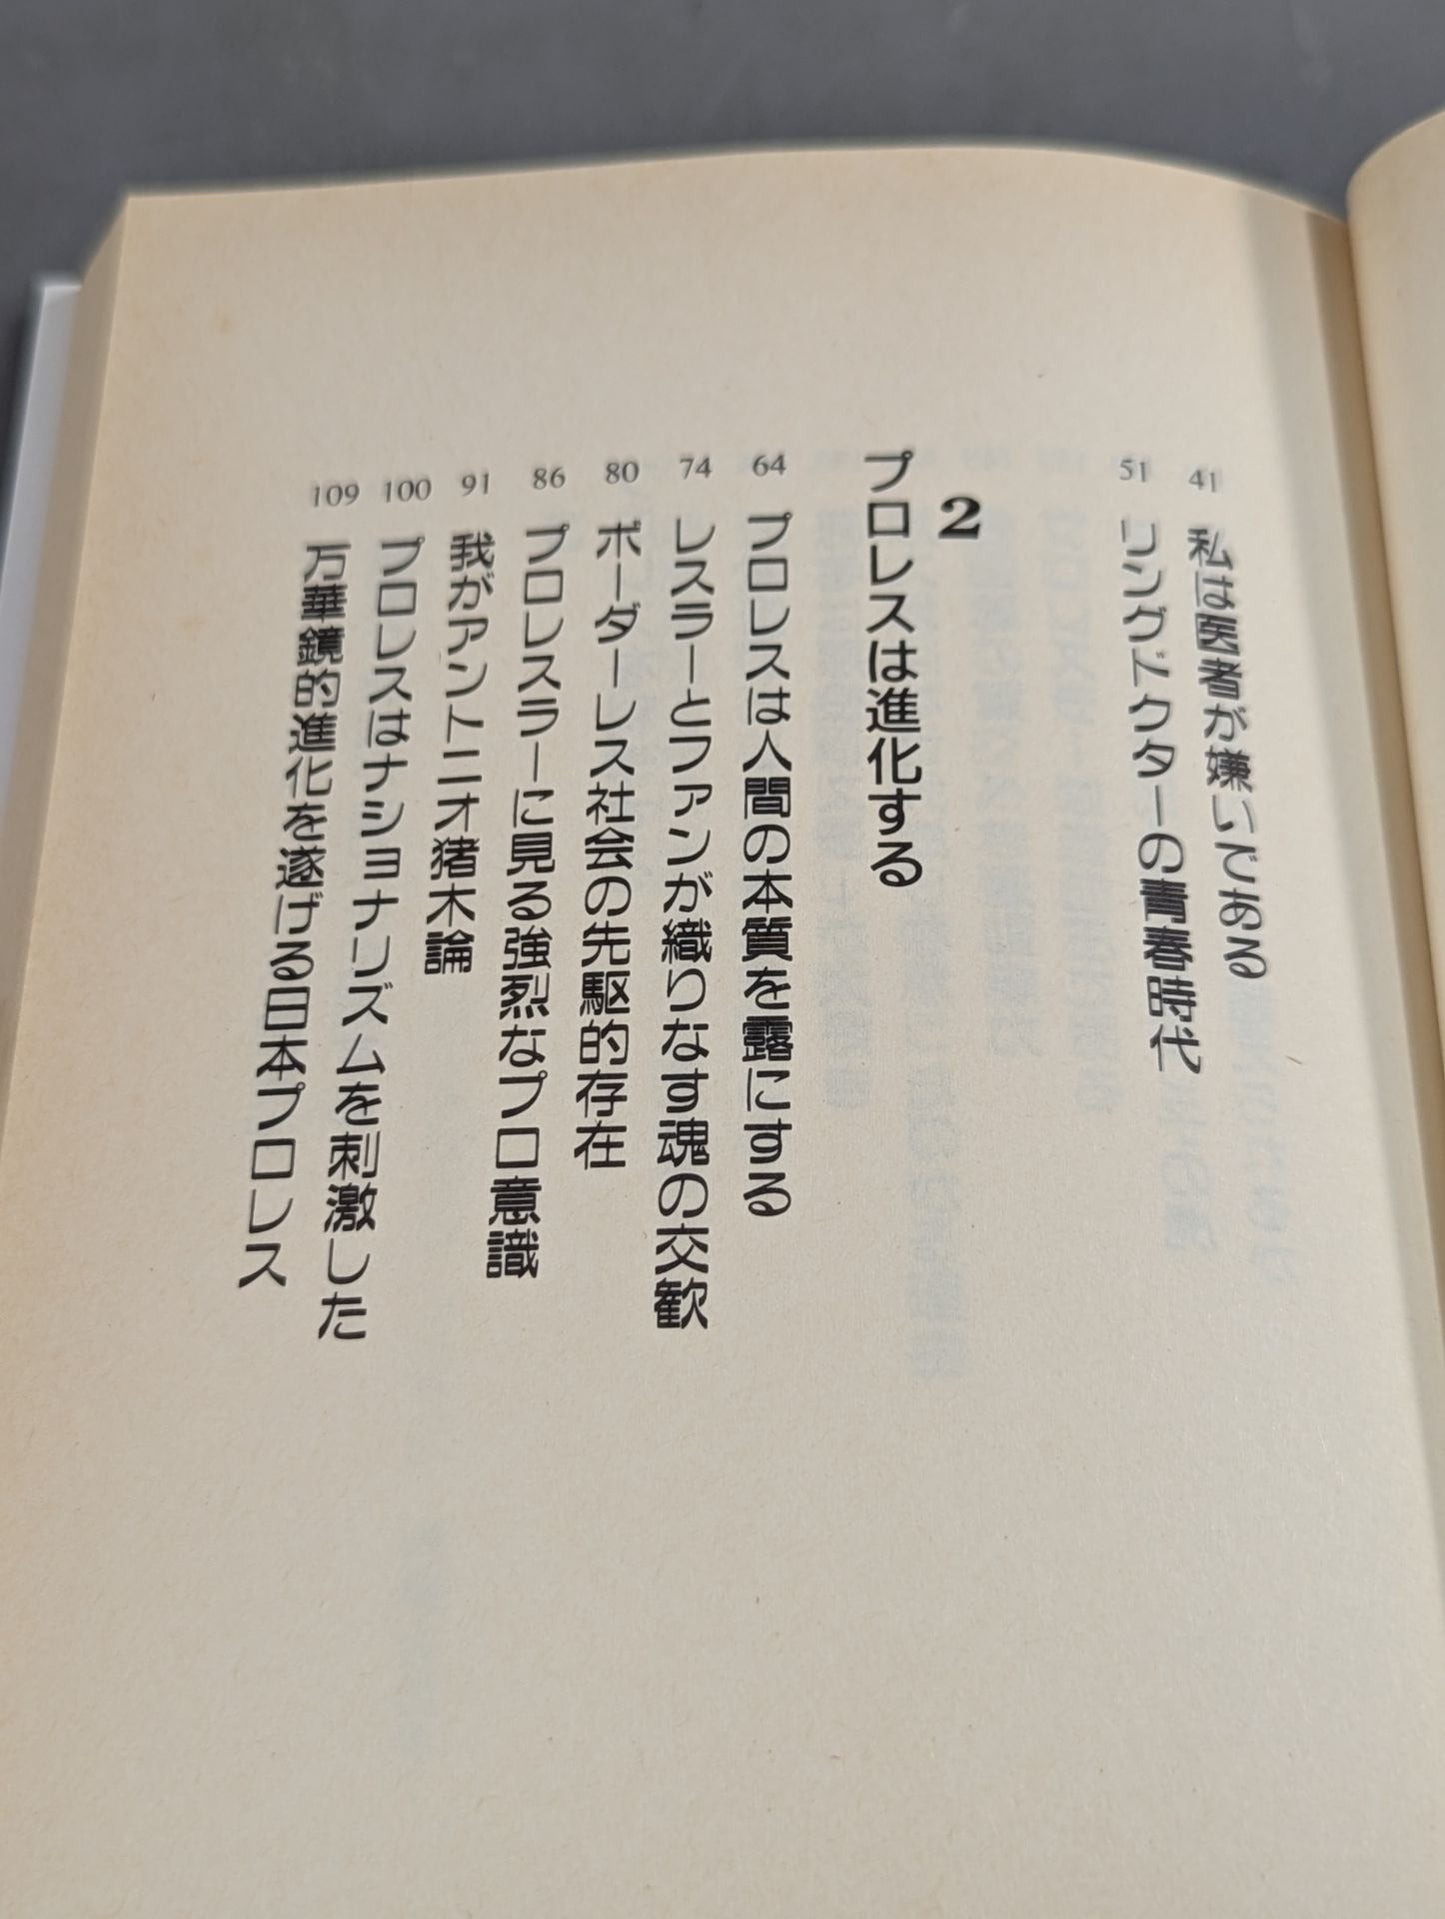 41 私は医者が嫌いである
51 リングドクターの青春時代
2
プロレスは進化する
64 プロレスは人間の本質を露にする
74 レスラーとファンが織りなす魂の交歓
80 ボーダーレス社会の先駆的存在
86 プロレスラーに見る強烈なプロ意識
91 我がアントニオ猪木論
100 プロレスはナショナリズムを刺激した
109 万華鏡的進化を遂げる日本プロレス